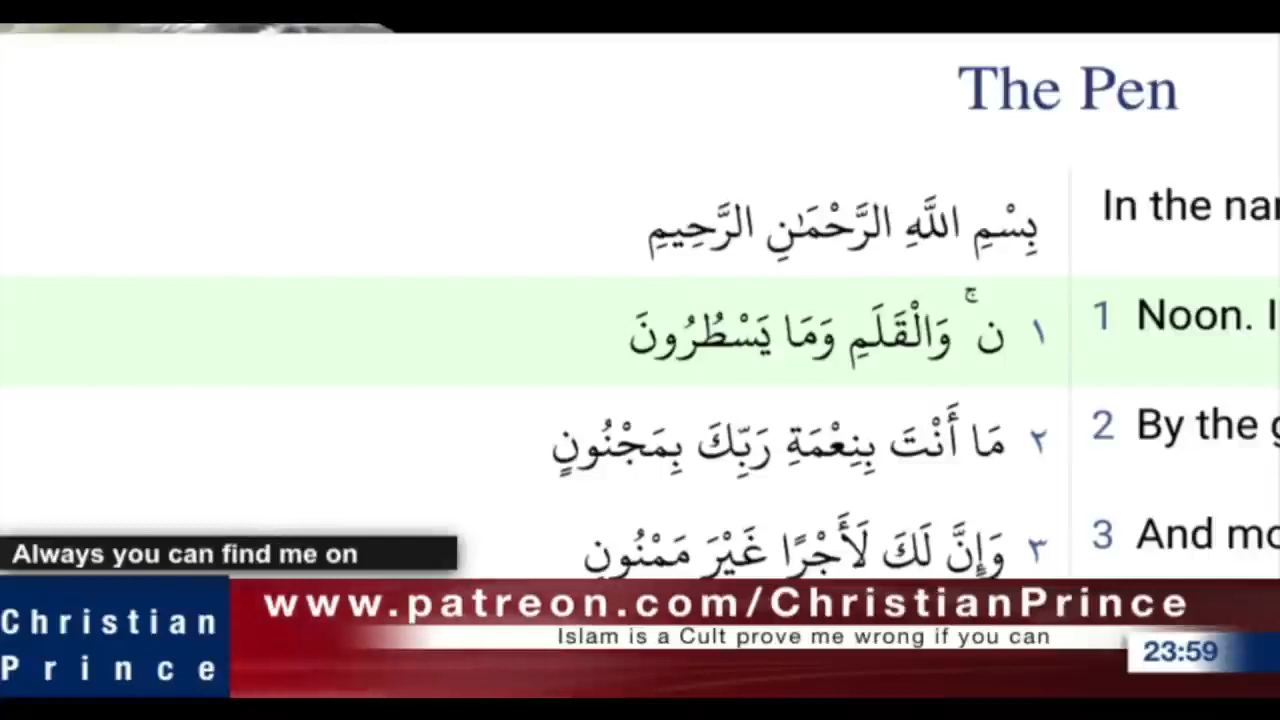 The Pen
بِسْمِ اللَّهِ الرَّحْمَٰنِ الرَّحِيمِ
In the nar
١ ن ۚ وَالْقَلَمِ وَمَا يَسْطُرُونَ
1 Noon. I
٢ مَا أَنْتَ بِنِعْمَةِ رَبِّكَ بِمَجْنُونٍ
2 By the g
٣ وَإِنَّ لَكَ لَأَجْرًا غَيْرَ مَمْنُونٍ
3 And mo
Always you can find me on
www.patreon.com/ChristianPrince
Islam is a Cult prove me wrong if you can
Christian
Prince
23:59